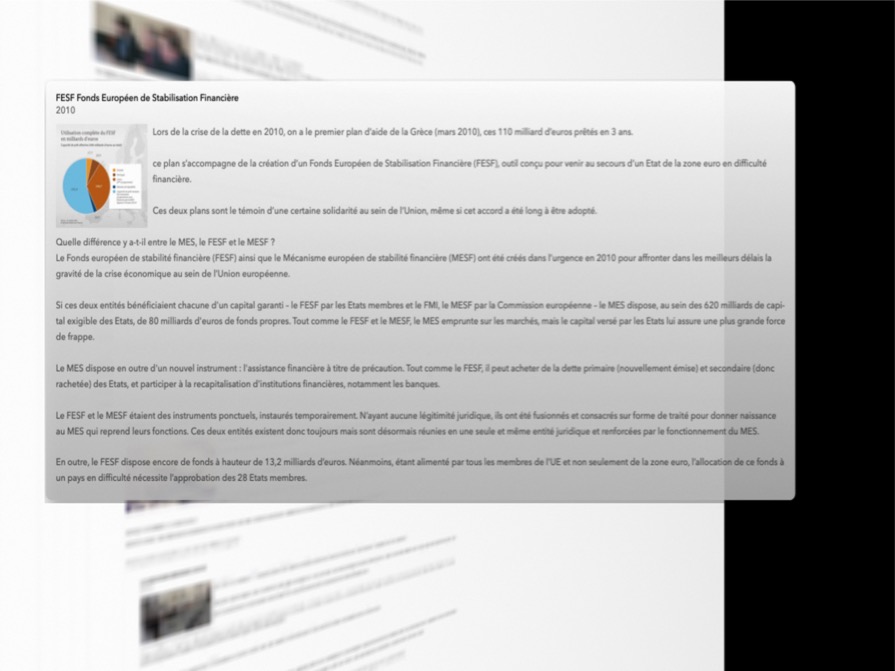 FESF Fonds Européen de Stabilisation Financière
2010
Utilisation complète du FESF
en milliards d'euros
Lors de la crise de la dette en 2010, on a le premier plan d'aide de la Grèce (mars 2010), ces 110 milliard d'euros prêtés en 3 ans.
ce plan s'accompagne de la création d'un Fonds Européen de Stabilisation Financière (FESF), outil conçu pour venir au secours d'un Etat de la zone euro en difficulté
financière.
Ces deux plans sont le témoin d'une certaine solidarité au sein de l'Union, même si cet accord a été long à être adopté.
Quelle différence y a-t-il entre le MES, le FESF et le MESF ?
Le Fonds européen de stabilité financière (FESF) ainsi que le Mécanisme européen de stabilité financière (MESF) ont été créés dans l'urgence en 2010 pour affronter dans les meilleurs délais la
gravité de la crise économique au sein de l'Union européenne.
Si ces deux entités bénéficiaient chacune d'un capital garanti - le FESF par les Etats membres et le FMI, le MESF par la Commission européenne - le MES dispose, au sein des 620 milliards de capi-
tal exigible des Etats, de 80 milliards d'euros de fonds propres. Tout comme le FESF et le MESF, le MES emprunte sur les marchés, mais le capital versé par les Etats lui assure une plus grande force
de frappe.
Le MES dispose en outre d'un nouvel instrument : l'assistance financière à titre de précaution. Tout comme le FESF, il peut acheter de la dette primaire (nouvellement émise) et secondaire (donc
rachetée) des Etats, et participer à la recapitalisation d'institutions financières, notamment les banques.
Le FESF et le MESF étaient des instruments ponctuels, instaurés temporairement. N'ayant aucune légitimité juridique, ils ont été fusionnés et consacrés sur forme de traité pour donner naissance
au MES qui reprend leurs fonctions. Ces deux entités existent donc toujours mais sont désormais réunies en une seule et même entité juridique et renforcées par le fonctionnement du MES.
En outre, le FESF dispose encore de fonds à hauteur de 13,2 milliards d'euros. Néanmoins, étant alimenté par tous les membres de l'UE et non seulement de la zone euro, l'allocation de ce fonds à
un pays en difficulté nécessite l'approbation des 28 Etats membres.